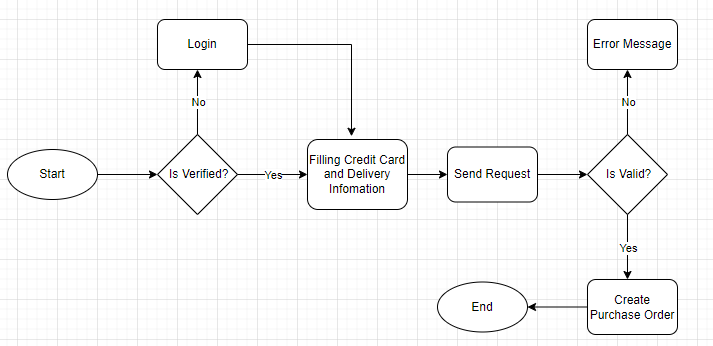 Login
Error Message
No
No
Start
Is Verified?
Yes
Filling Credit Card
and Delivery
Infomation
Send Request
Is Valid?
Yes
End
Create
Purchase Order